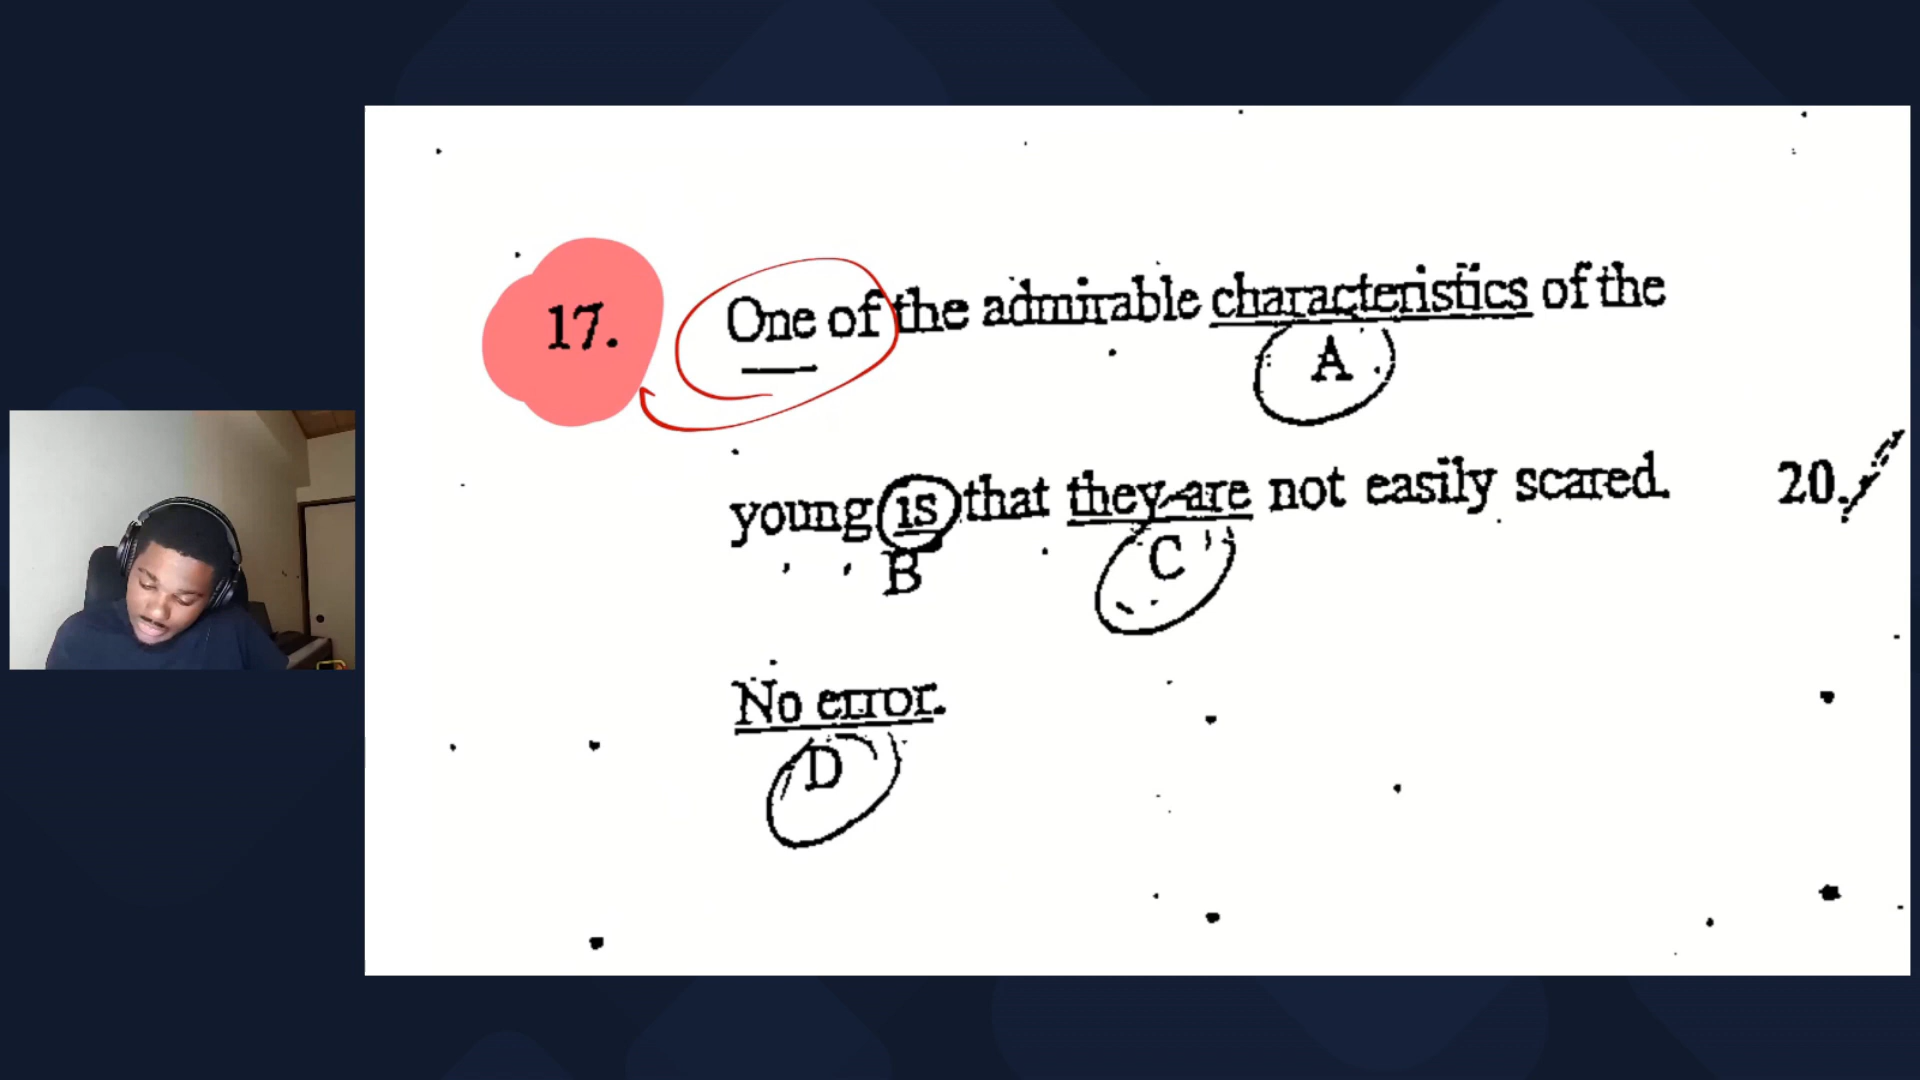 17. One of the admirable characteristics of the
A
young is that they are not easily scared. 20.
B C
No error.
D